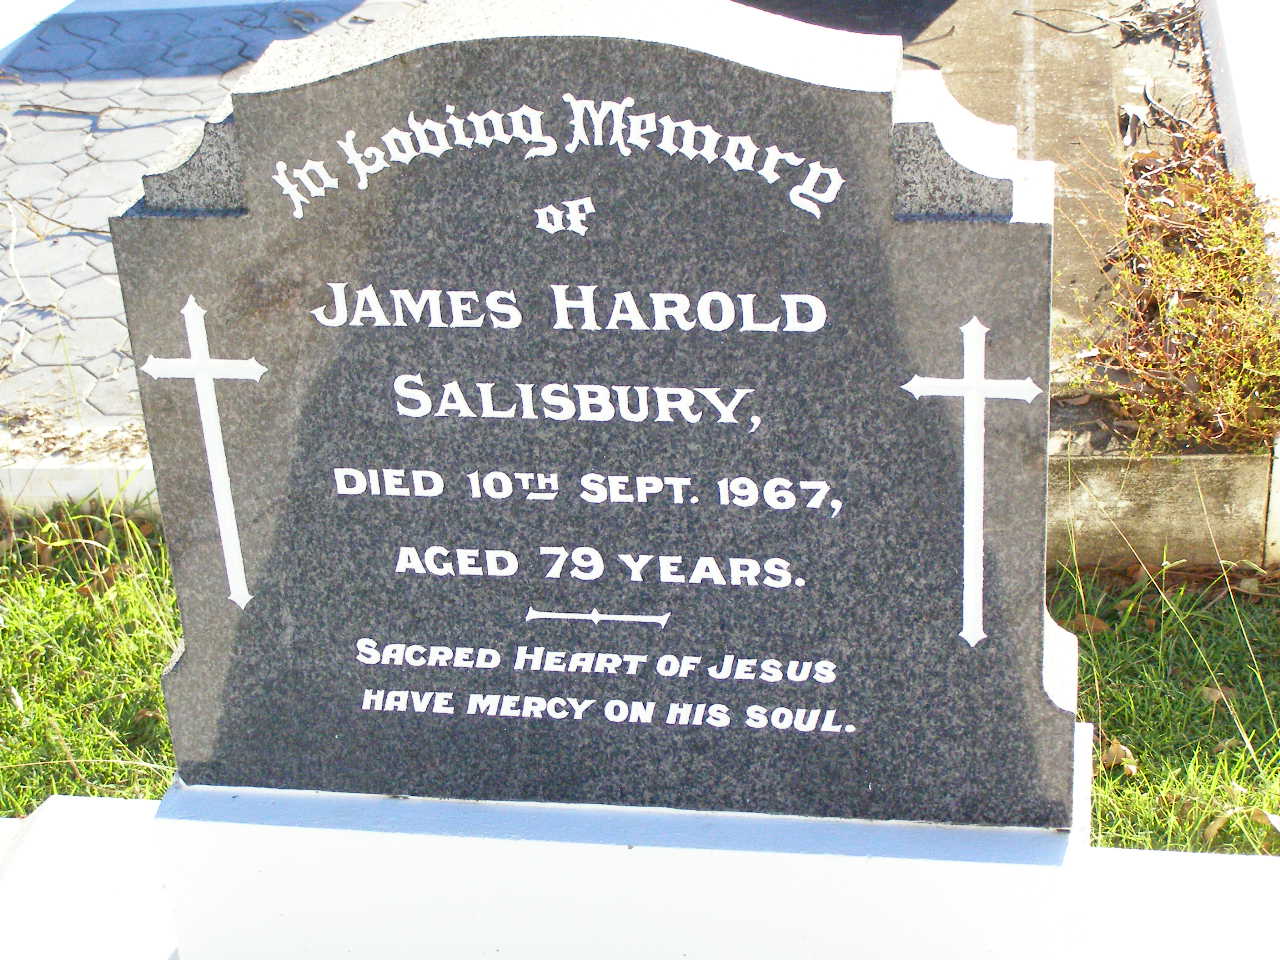 In Loving Memory
of
JAMES HAROLD
SALISBURY,
DIED 10TH SEPT. 1967,
AGED 79 YEARS.
SACRED HEART OF JESUS
HAVE MERCY ON HIS SOUL.